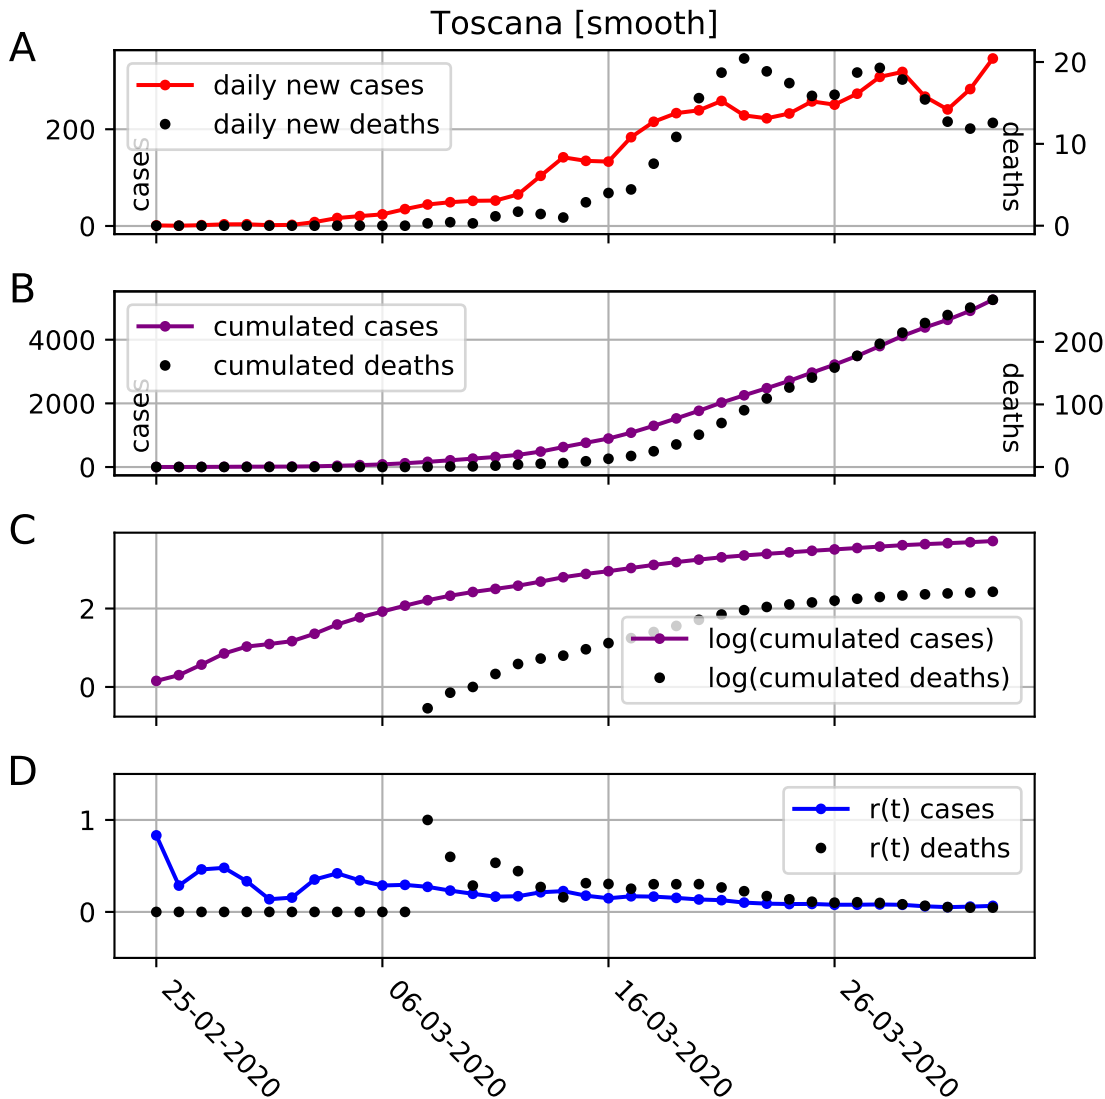 Toscana [smooth]
A
daily new cases
daily new deaths
200
0
cases
20
10
0
deaths
B
cumulated cases
cumulated deaths
4000
2000
0
cases
200
100
0
deaths
C
2
0
log(cumulated cases)
log(cumulated deaths)
D
1
0
r(t) cases
r(t) deaths
25-02-2020
06-03-2020
16-03-2020
26-03-2020